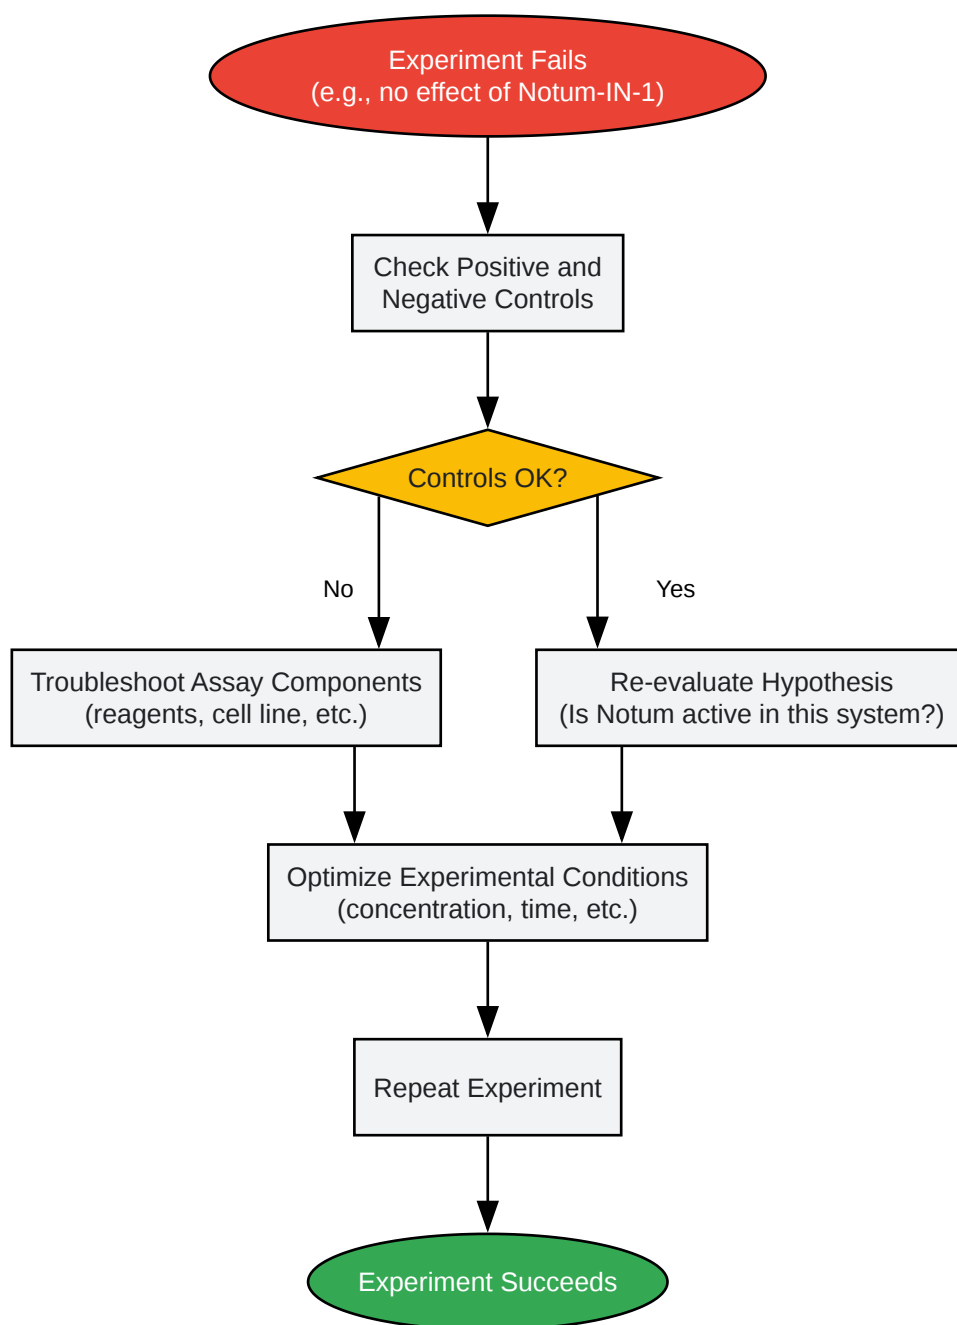 Experiment Fails
(e.g., no effect of Notum-IN-1)
Check Positive and
Negative Controls
Controls OK?
No
Yes
Troubleshoot Assay Components
(reagents, cell line, etc.)
Re-evaluate Hypothesis
(Is Notum active in this system?)
Optimize Experimental Conditions
(concentration, time, etc.)
Repeat Experiment
Experiment Succeeds